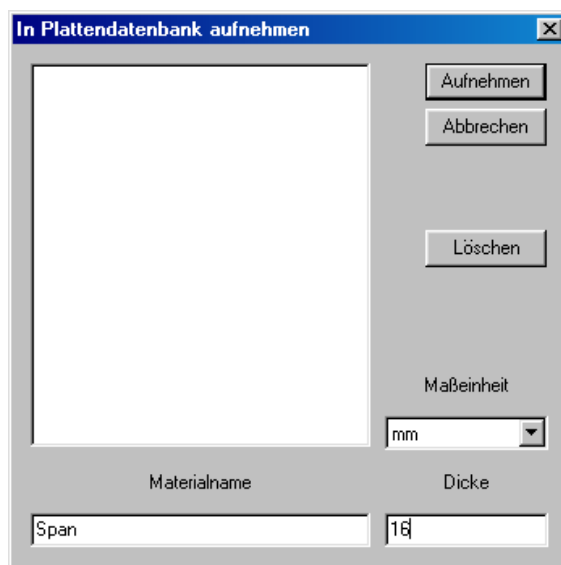 In Plattendatenbank aufnehmen
Aufnehmen
Abbrechen
Löschen
Maßeinheit
mm
Materialname
Dicke
Span
16